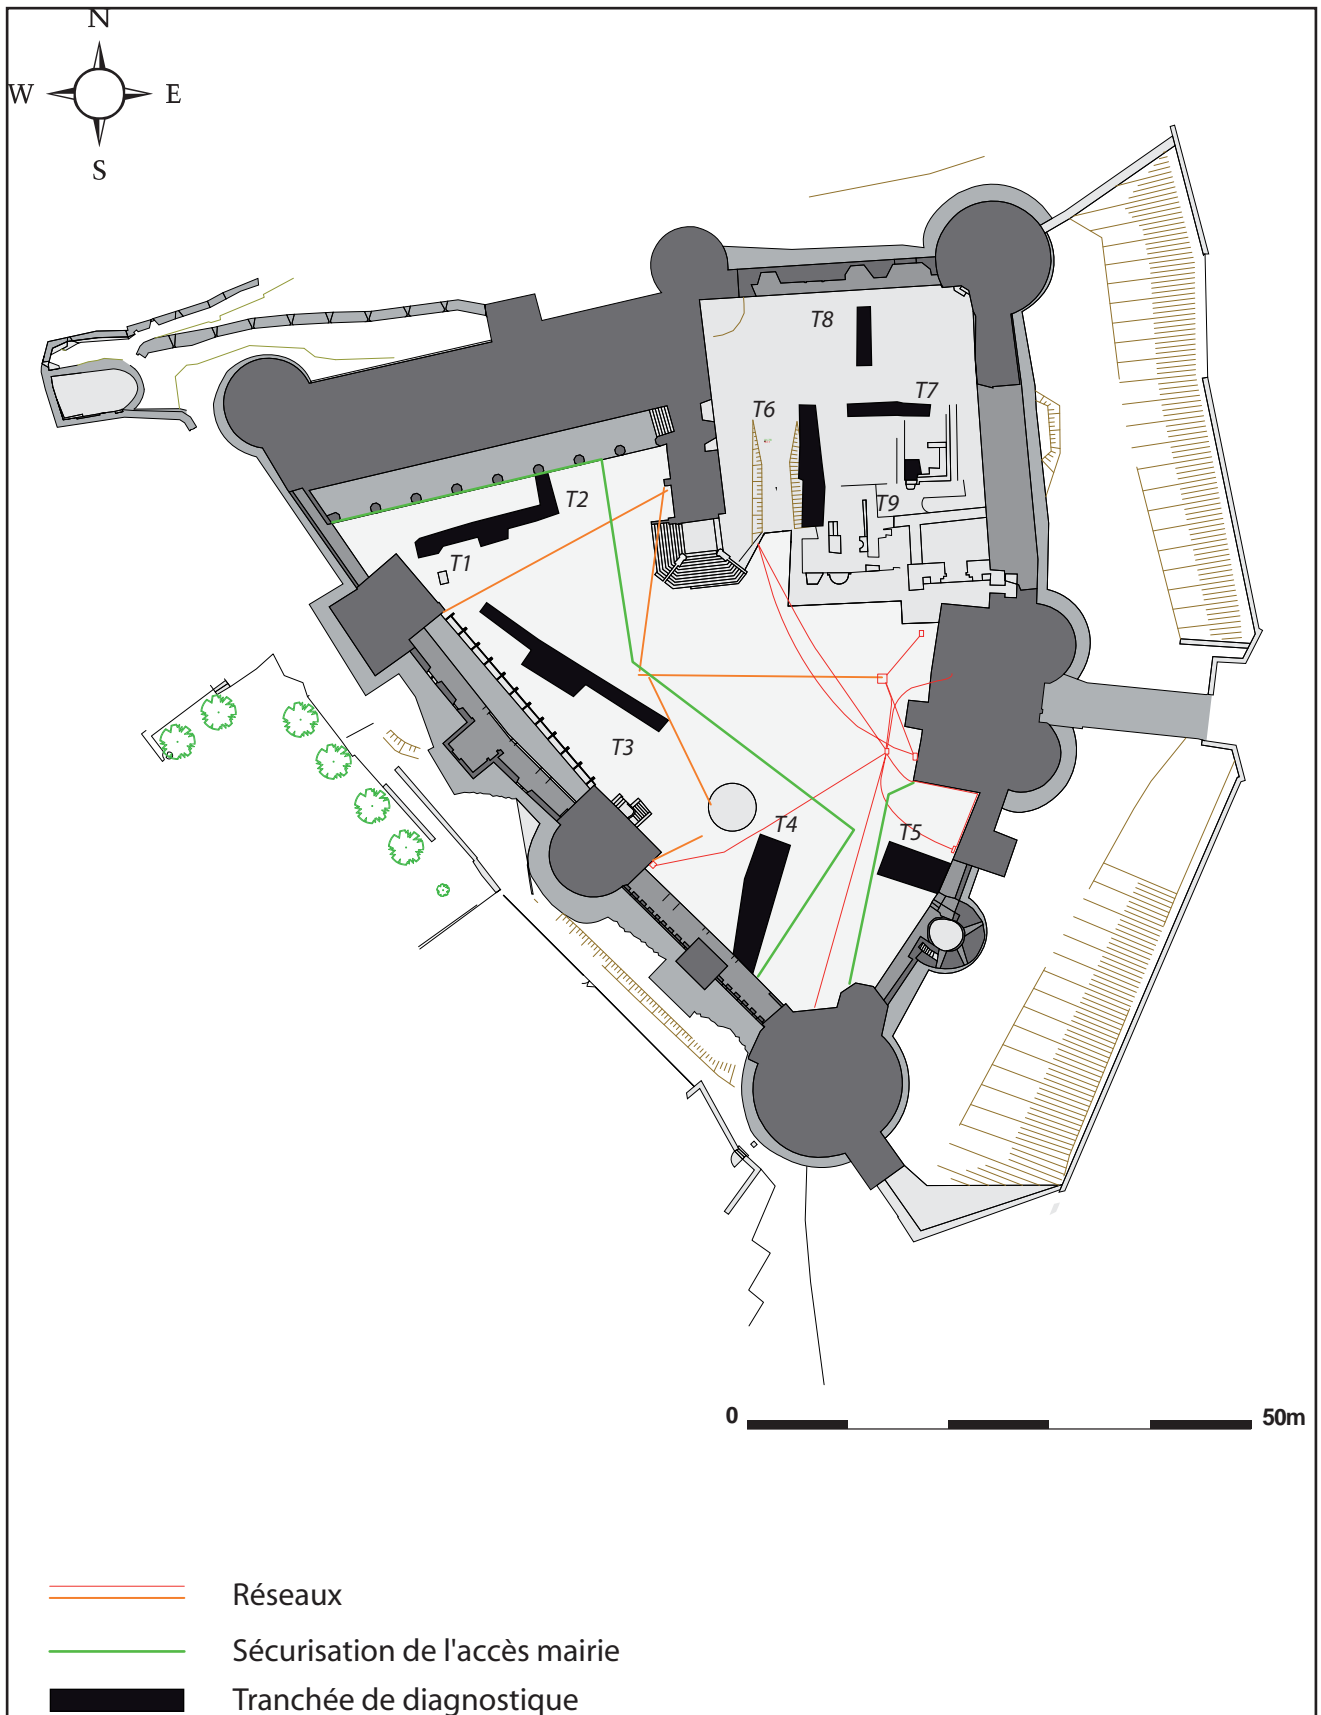 N
W E
S
T8
T7
T6
T2
T9
T1
T3
T4
T5
0 50m
Réseaux
Sécurisation de l'accès mairie
Tranchée de diagnostique